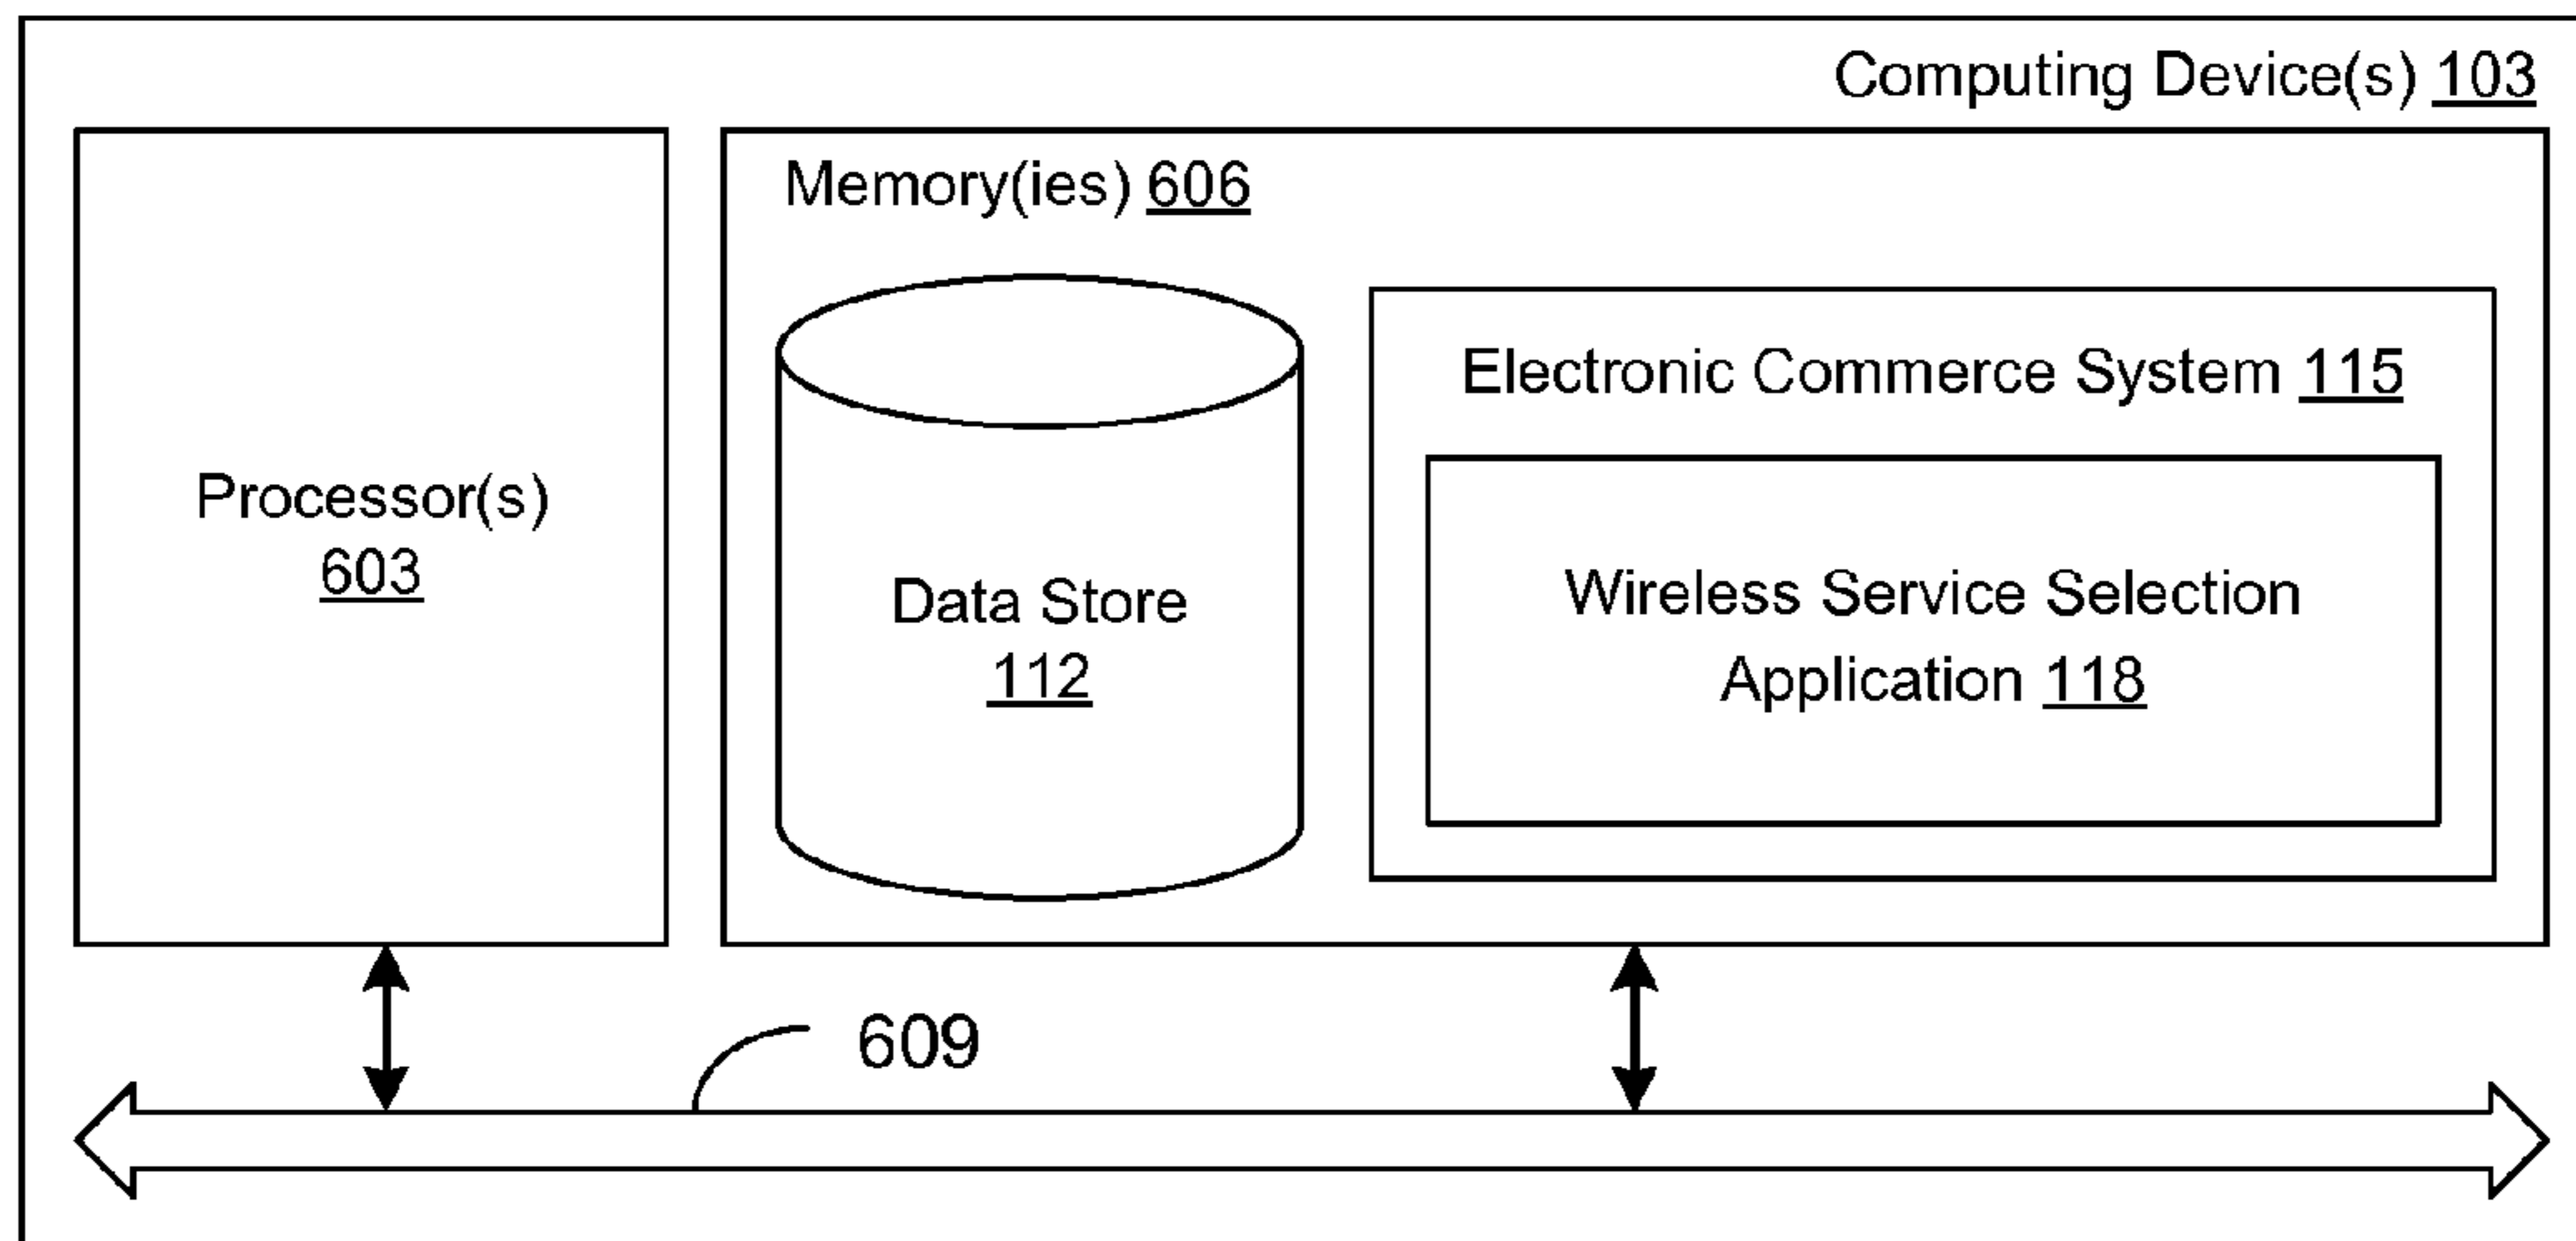 Computing Device(s) 103
Memory(ies) 606
Electronic Commerce System 115
Processor(s)
603
Data Store
112
Wireless Service Selection
Application 118
609